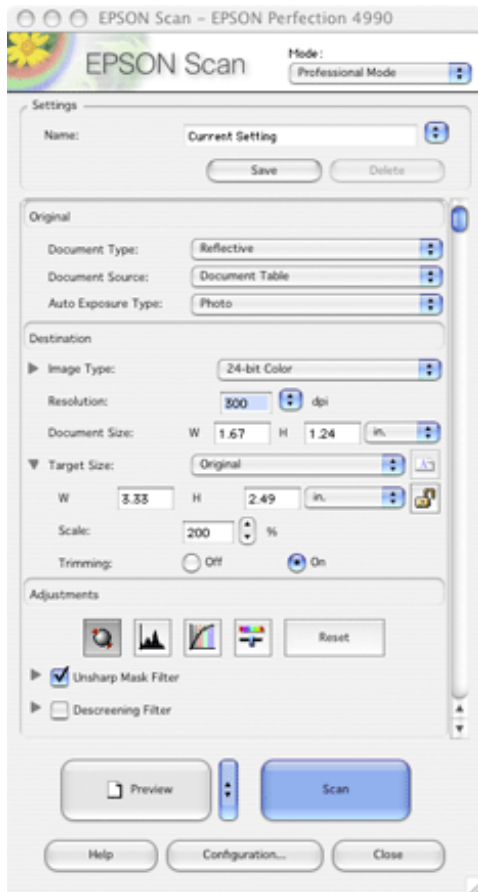 EPSON Scan – EPSON Perfection 4990
EPSON Scan
Mode:
Professional Mode
Settings
Name: Current Setting
Save Delete
Original
Document Type: Reflective
Document Source: Document Table
Auto Exposure Type: Photo
Destination
Image Type: 24-bit Color
Resolution: 300 dpi
Document Size: W 1.67 H 1.24 in.
Target Size: Original
W 3.33 H 2.49 in.
Scale: 200 %
Trimming: Off On
Adjustments
Reset
Unsharp Mask Filter
Descreening Filter
Preview Scan
Help Configuration... Close